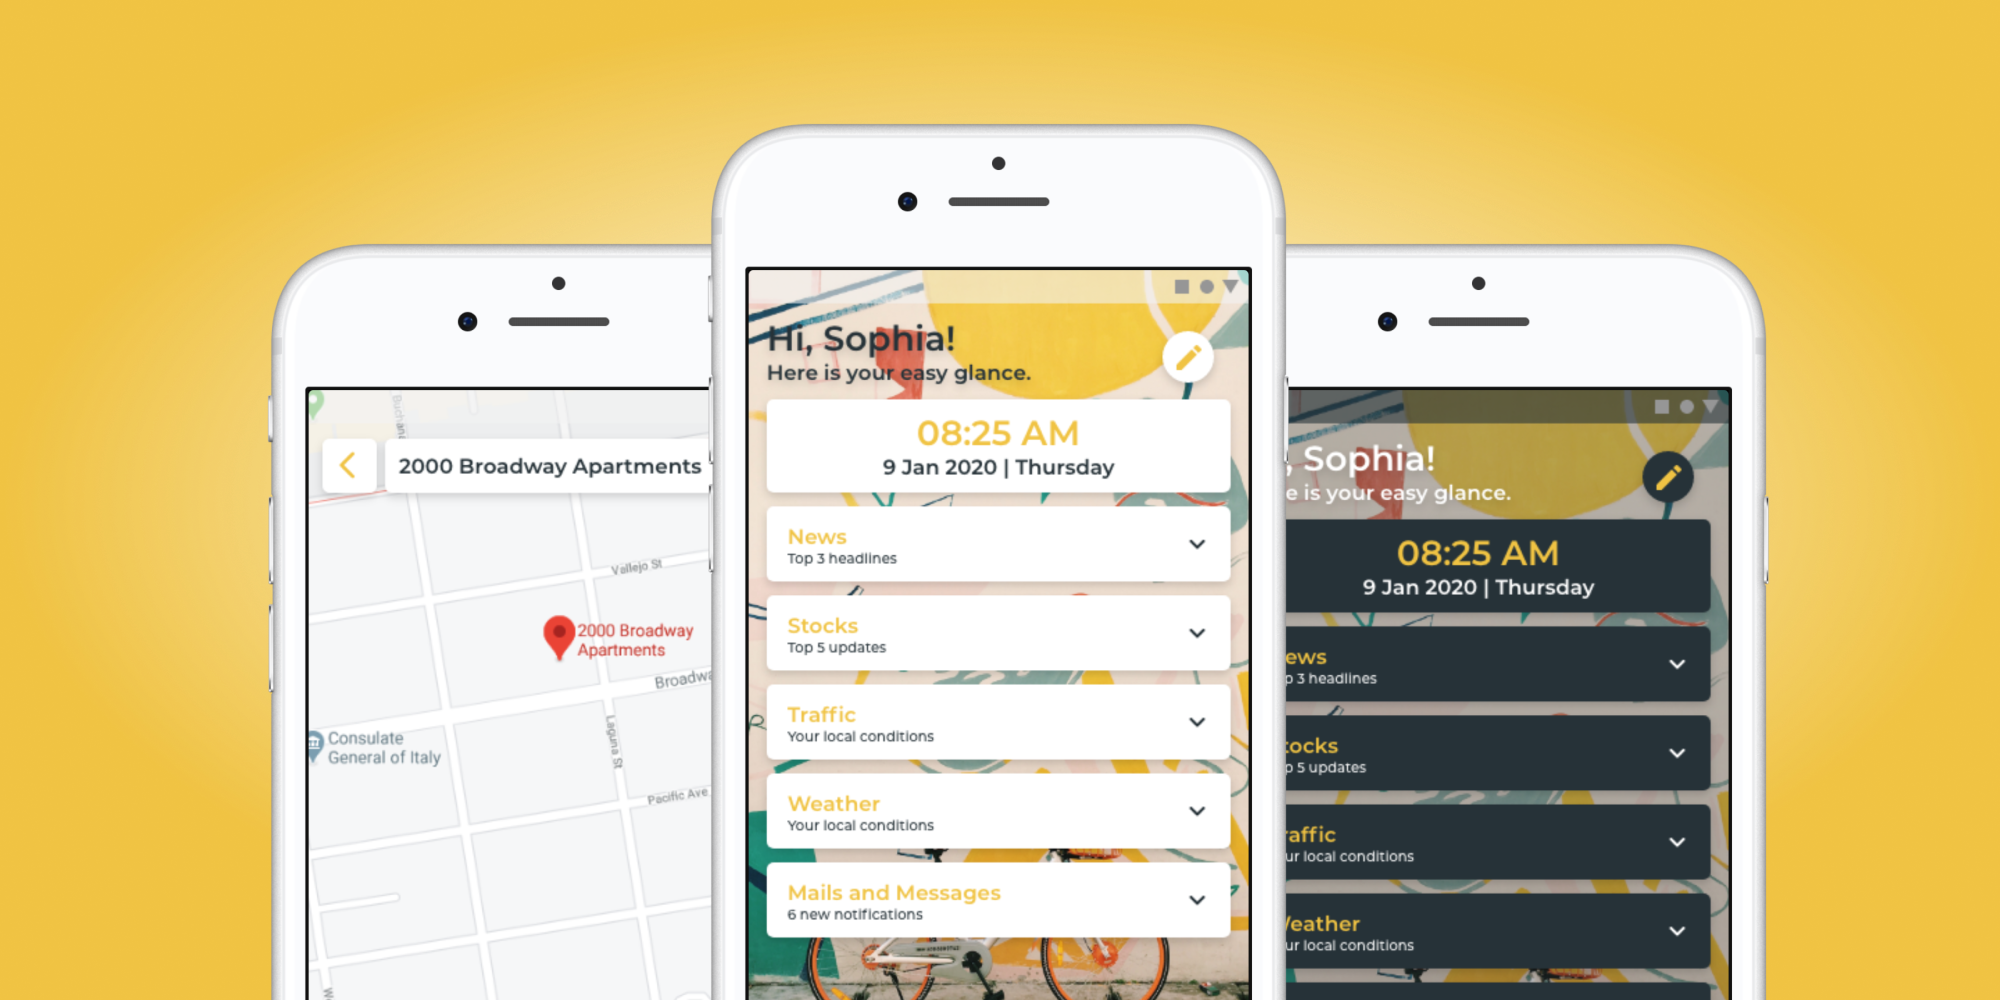 Buchana
2000 Broadway Apartments
Vallejo St
2000 Broadway
Apartments
Broadwa
Laguna St
Consulate
General of Italy
Pacific Ave
W
Hi, Sophia!
Here is your easy glance.
08:25 AM
9 Jan 2020 | Thursday
News
Top 3 headlines
Stocks
Top 5 updates
Traffic
Your local conditions
Weather
Your local conditions
Mails and Messages
6 new notifications
, Sophia!
e is your easy glance.
08:25 AM
9 Jan 2020 | Thursday
ews
p 3 headlines
tocks
p 5 updates
raffic
ur local conditions
Weather
ur local conditions